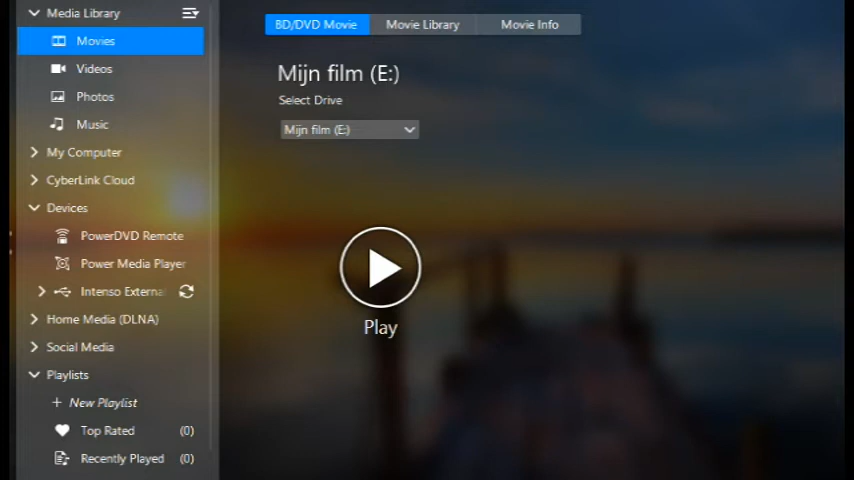 Media Library
Movies
Videos
Photos
Music
My Computer
CyberLink Cloud
Devices
PowerDVD Remote
Power Media Player
Intenso Externa
Home Media (DLNA)
Social Media
Playlists
+ New Playlist
Top Rated (0)
Recently Played (0)
BD/DVD Movie Movie Library Movie Info
Mijn film (E:)
Select Drive
Mijn film (E:)
Play